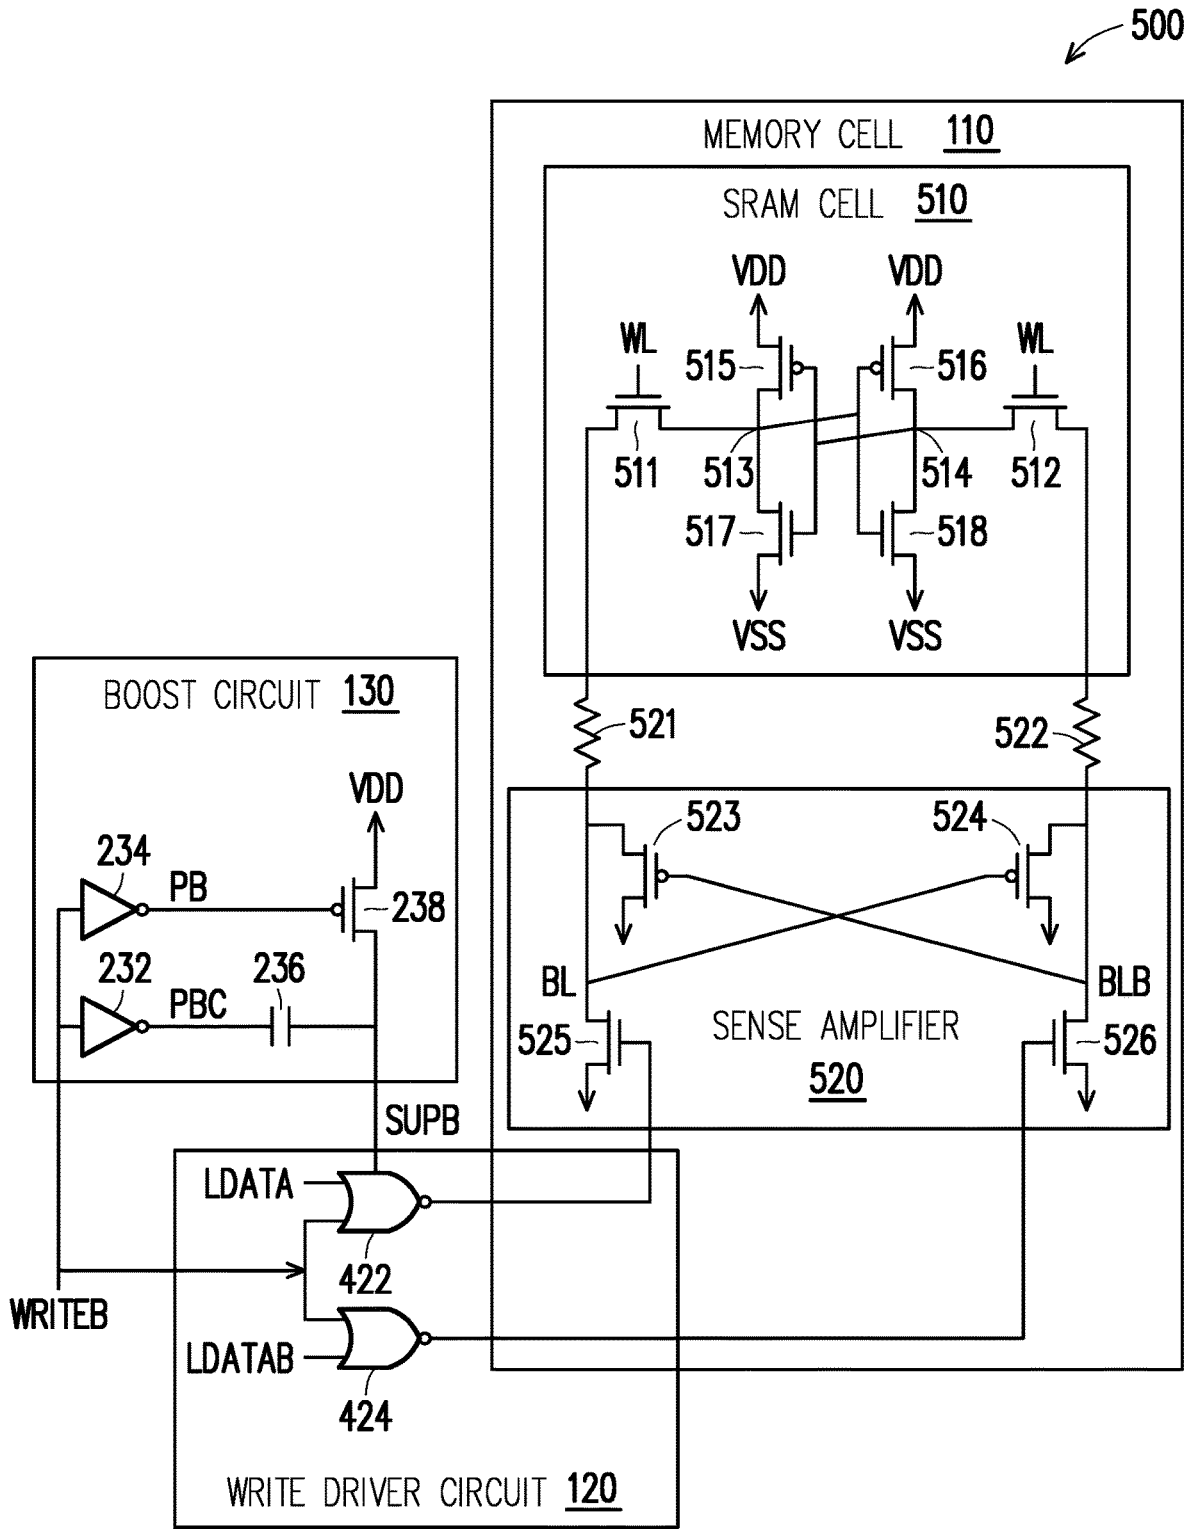 500
MEMORY CELL 110
SRAM CELL 510
VDD VDD
WL WL
515 516
511 513 514 512
517 518
VSS VSS
BOOST CIRCUIT 130
521 522
VDD
523 524
234 PB
238
232 PBC 236
BL BLB
SENSE AMPLIFIER
525 526
520
SUPB
LDATA
422
WRITEB
LDATAB
424
WRITE DRIVER CIRCUIT 120